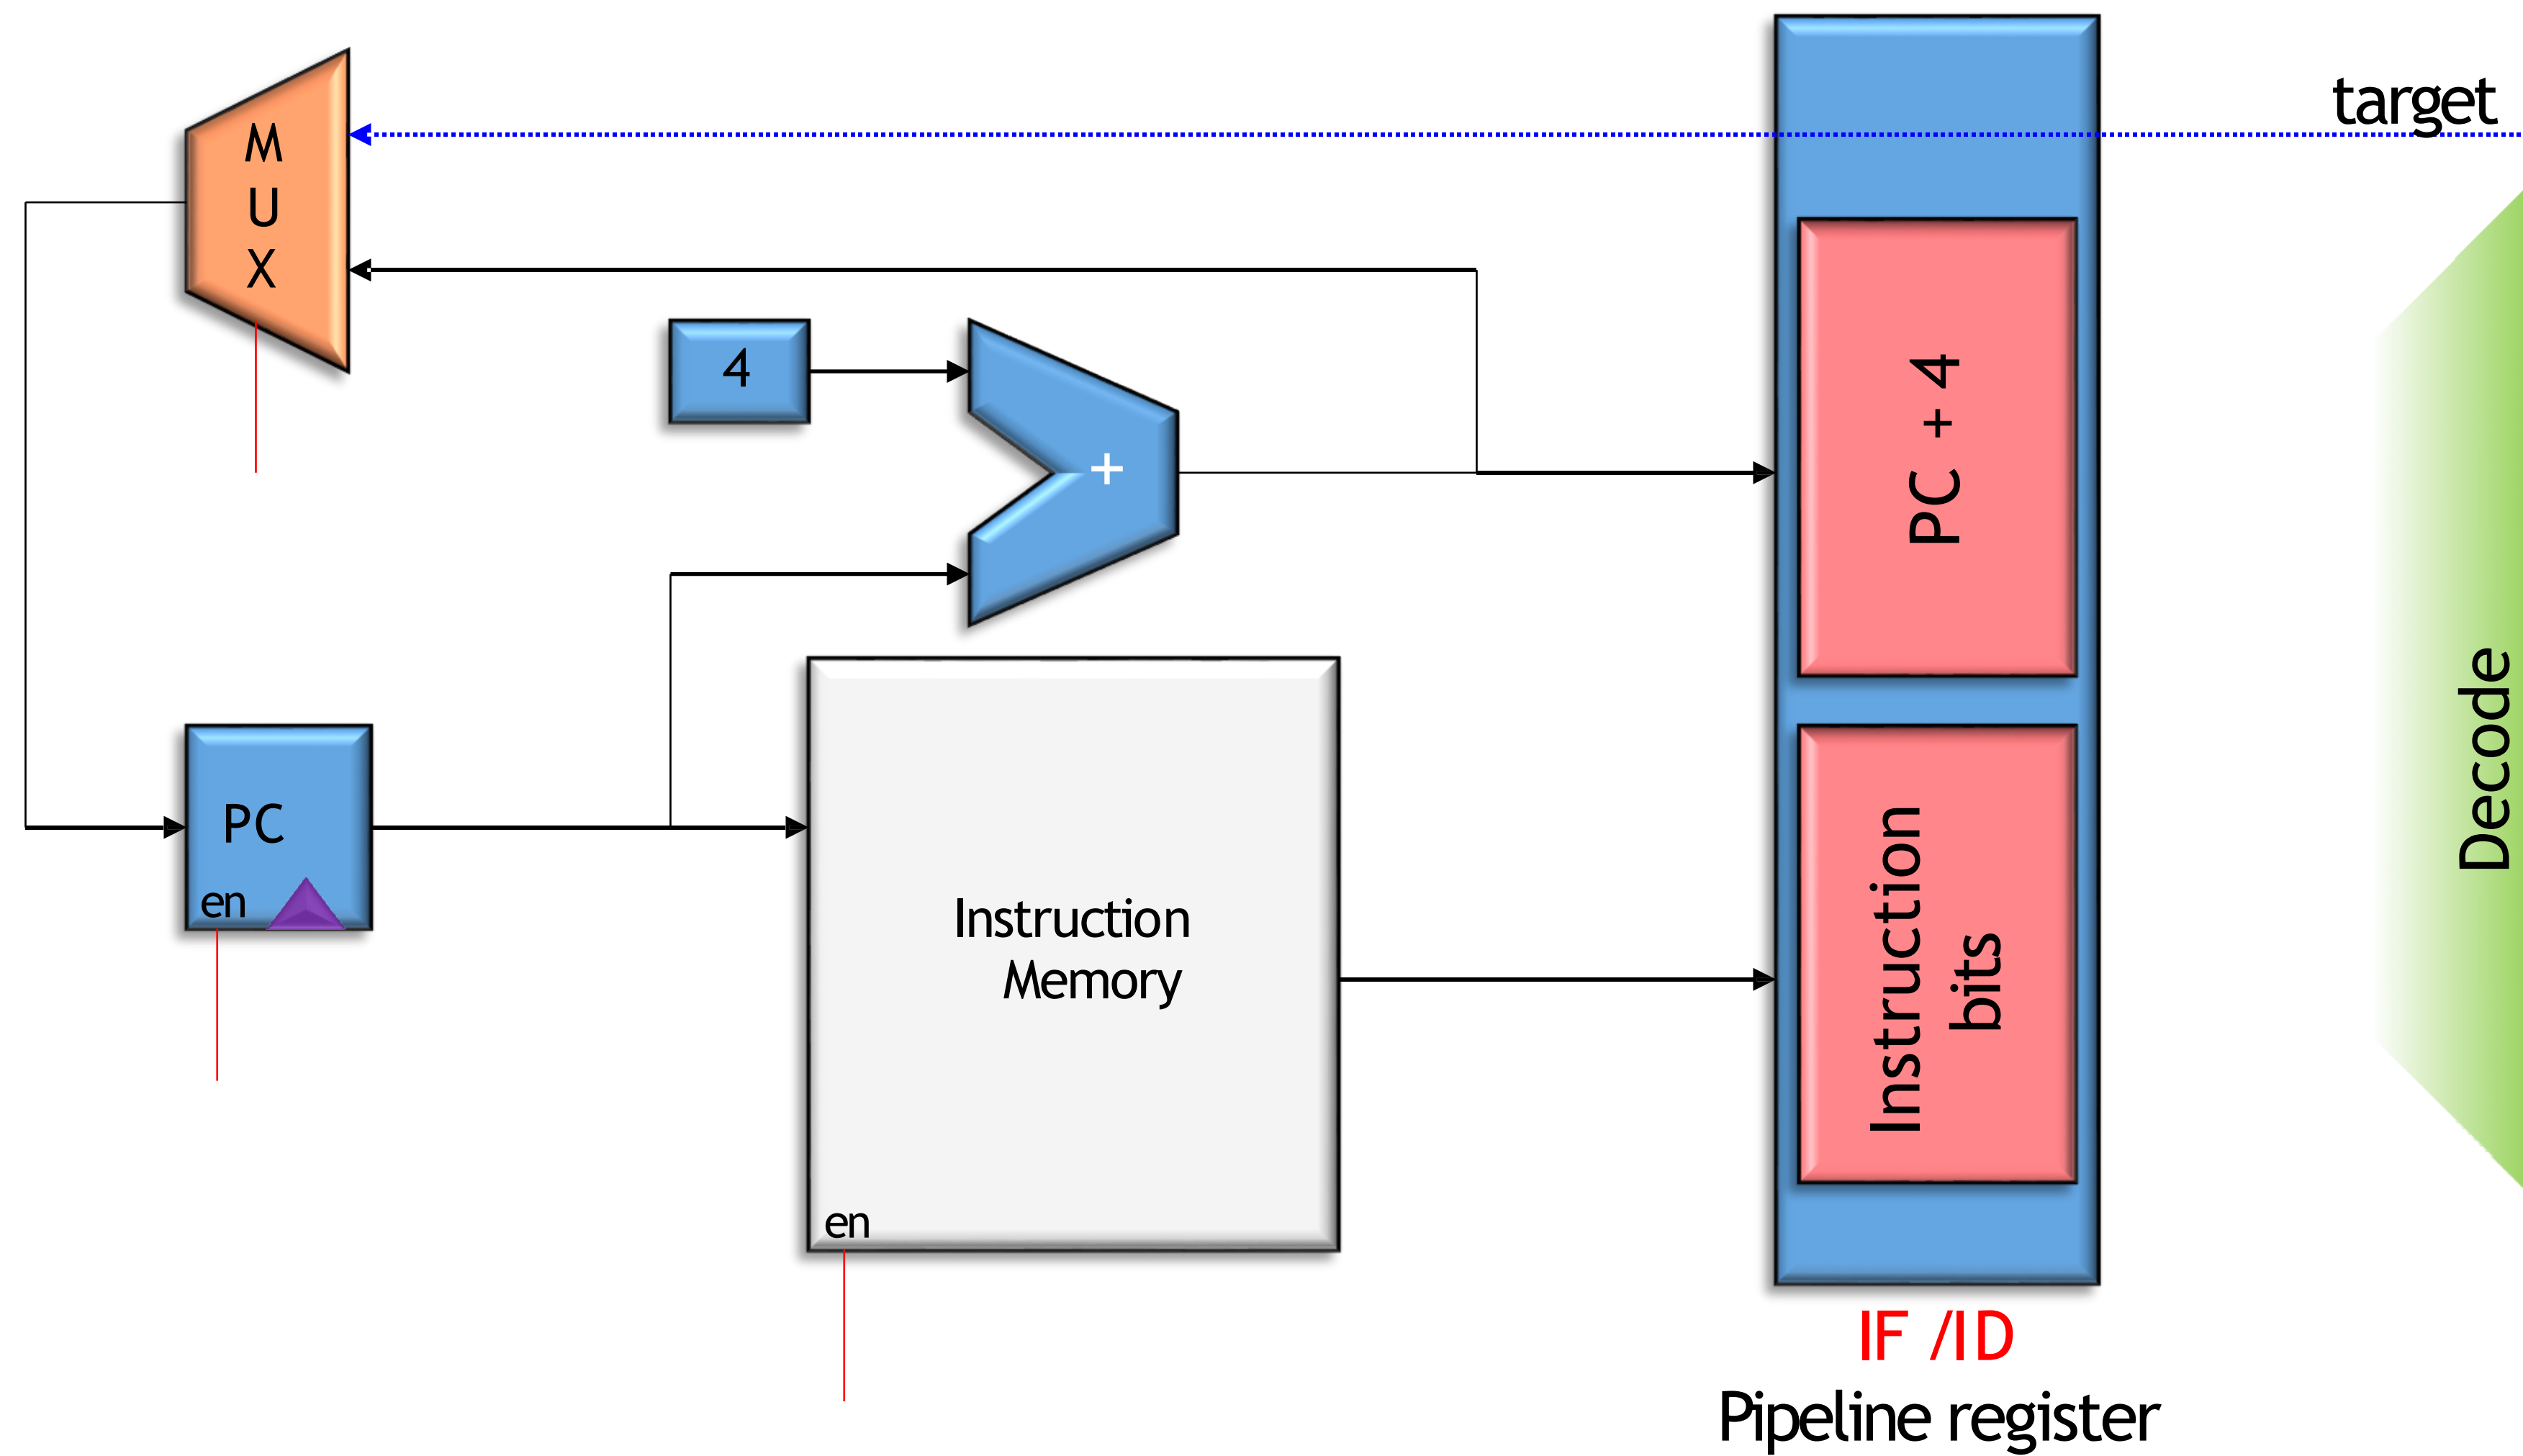 target
M
U
X
4
+
PC + 4
PC
en
Instruction
Memory
en
Instruction
bits
Decode
IF /ID
Pipeline register